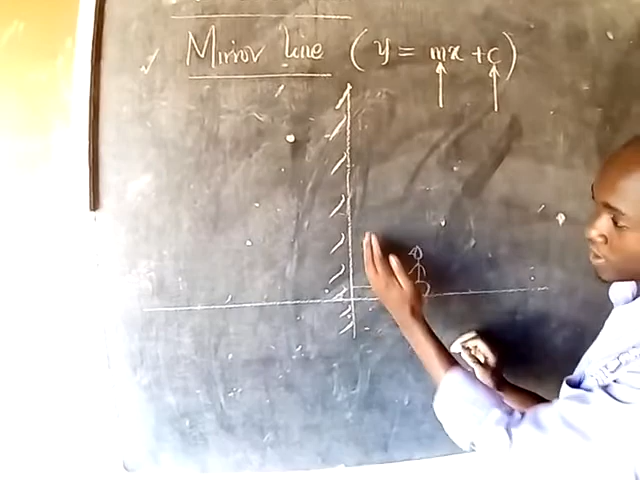 ✓ Mirror Line (y = mx + c)